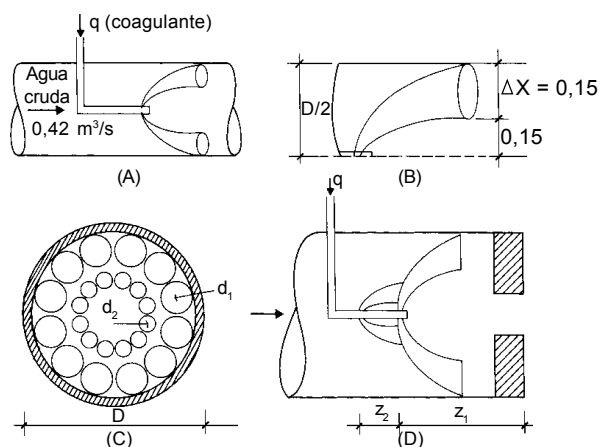 q (coagulante)
Agua
cruda
0,42 m³/s
(A)
D/2
ΔX = 0,15
0,15
(B)
d₁
d₂
D
(C)
q
z₂
z₁
(D)